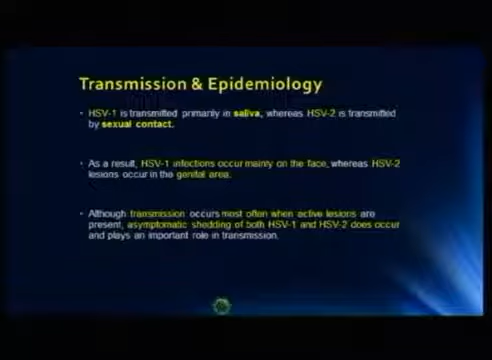 Transmission & Epidemiology
• HSV-1 is transmitted primarily in saliva, whereas HSV-2 is transmitted
by sexual contact.
• As a result, HSV-1 infections occur mainly on the face, whereas HSV-2
lesions occur in the genital area.
• Although transmission occurs most often when active lesions are
present, asymptomatic shedding of both HSV-1 and HSV-2 does occur
and plays an important role in transmission.